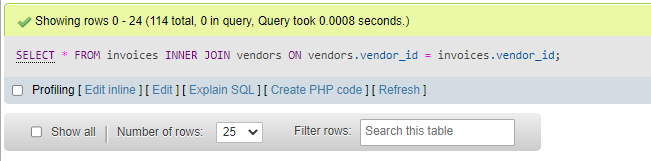 Showing rows 0 - 24 (114 total, 0 in query, Query took 0.0008 seconds.)
SELECT * FROM invoices INNER JOIN vendors ON vendors.vendor_id = invoices.vendor_id;
Profiling [ Edit inline ] [ Edit ] [ Explain SQL ] [ Create PHP code ] [ Refresh ]
Show all | Number of rows: 25 Filter rows: Search this table